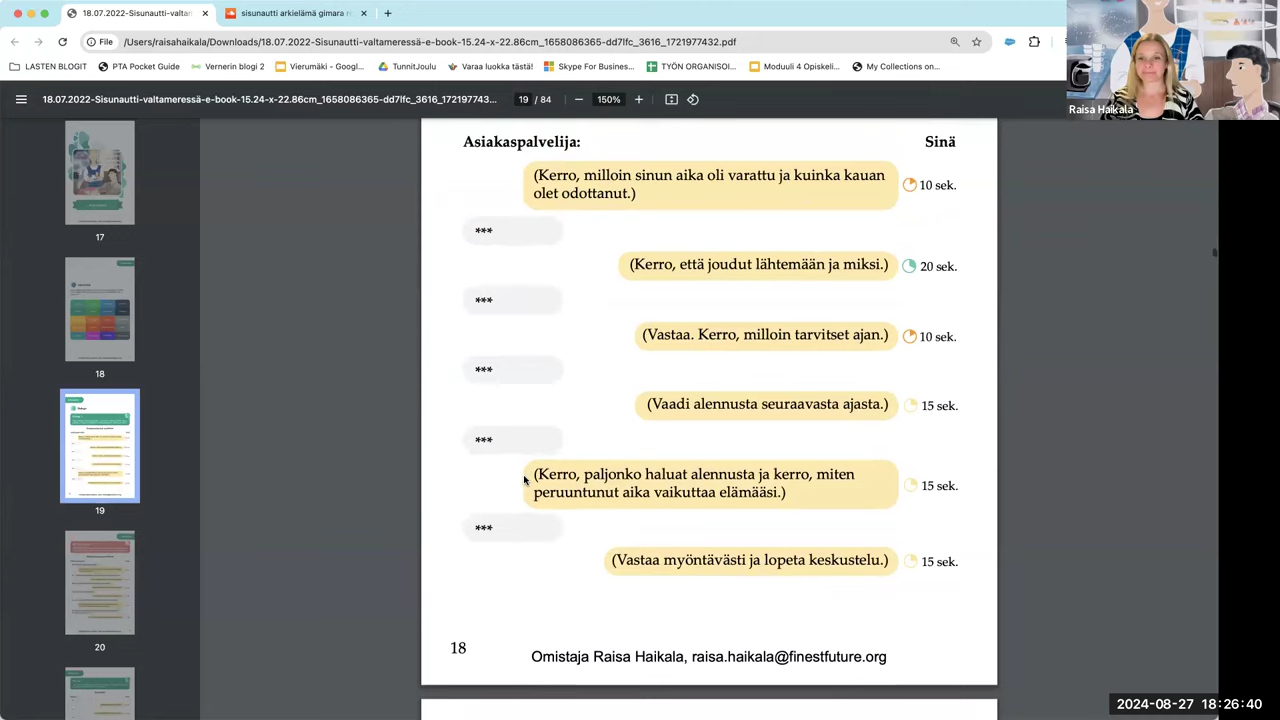 18.07.2022-Sisunautti-valtam
sisunautti arkielämä gimara ri
File
/Users/raisahaikala/Downloads/18.07.2022-Sisunautti-valtameressä-e-book-15.24-x-22.86cm_1658086365-dd7lfc_3616_1721977432.pdf
LASTEN BLOGIT
PTA Pocket Guide
Vernerin blogi 2
Vierumäki - Googl...
TunnitJoulu
Varaa luokka tästä!
Skype For Busines...
TYÖN ORGANISOI...
Moduuli 4 Opiskeli...
My Collections on...
Raisa Haikala
18.07.2022-Sisunautti-valtameressä-e-book-15.24-x-22.86cm_1658086365-dd7lfc_3616_172197743...
19 / 84
150%
17
18
19
20
Asiakaspalvelija:
Sinä
(Kerro, milloin sinun aika oli varattu ja kuinka kauan
olet odottanut.)
10 sek.
***
(Kerro, että joudut lähtemään ja miksi.)
20 sek.
***
(Vastaa. Kerro, milloin tarvitset ajan.)
10 sek.
***
(Vaadi alennusta seuraavasta ajasta.)
15 sek.
***
(Kerro, paljonko haluat alennusta ja kerro, miten
peruuntunut aika vaikuttaa elämääsi.)
15 sek.
***
(Vastaa myöntävästi ja lopeta keskustelu.)
15 sek.
18
Omistaja Raisa Haikala, raisa.haikala@finestfuture.org
2024-08-27 18:26:40